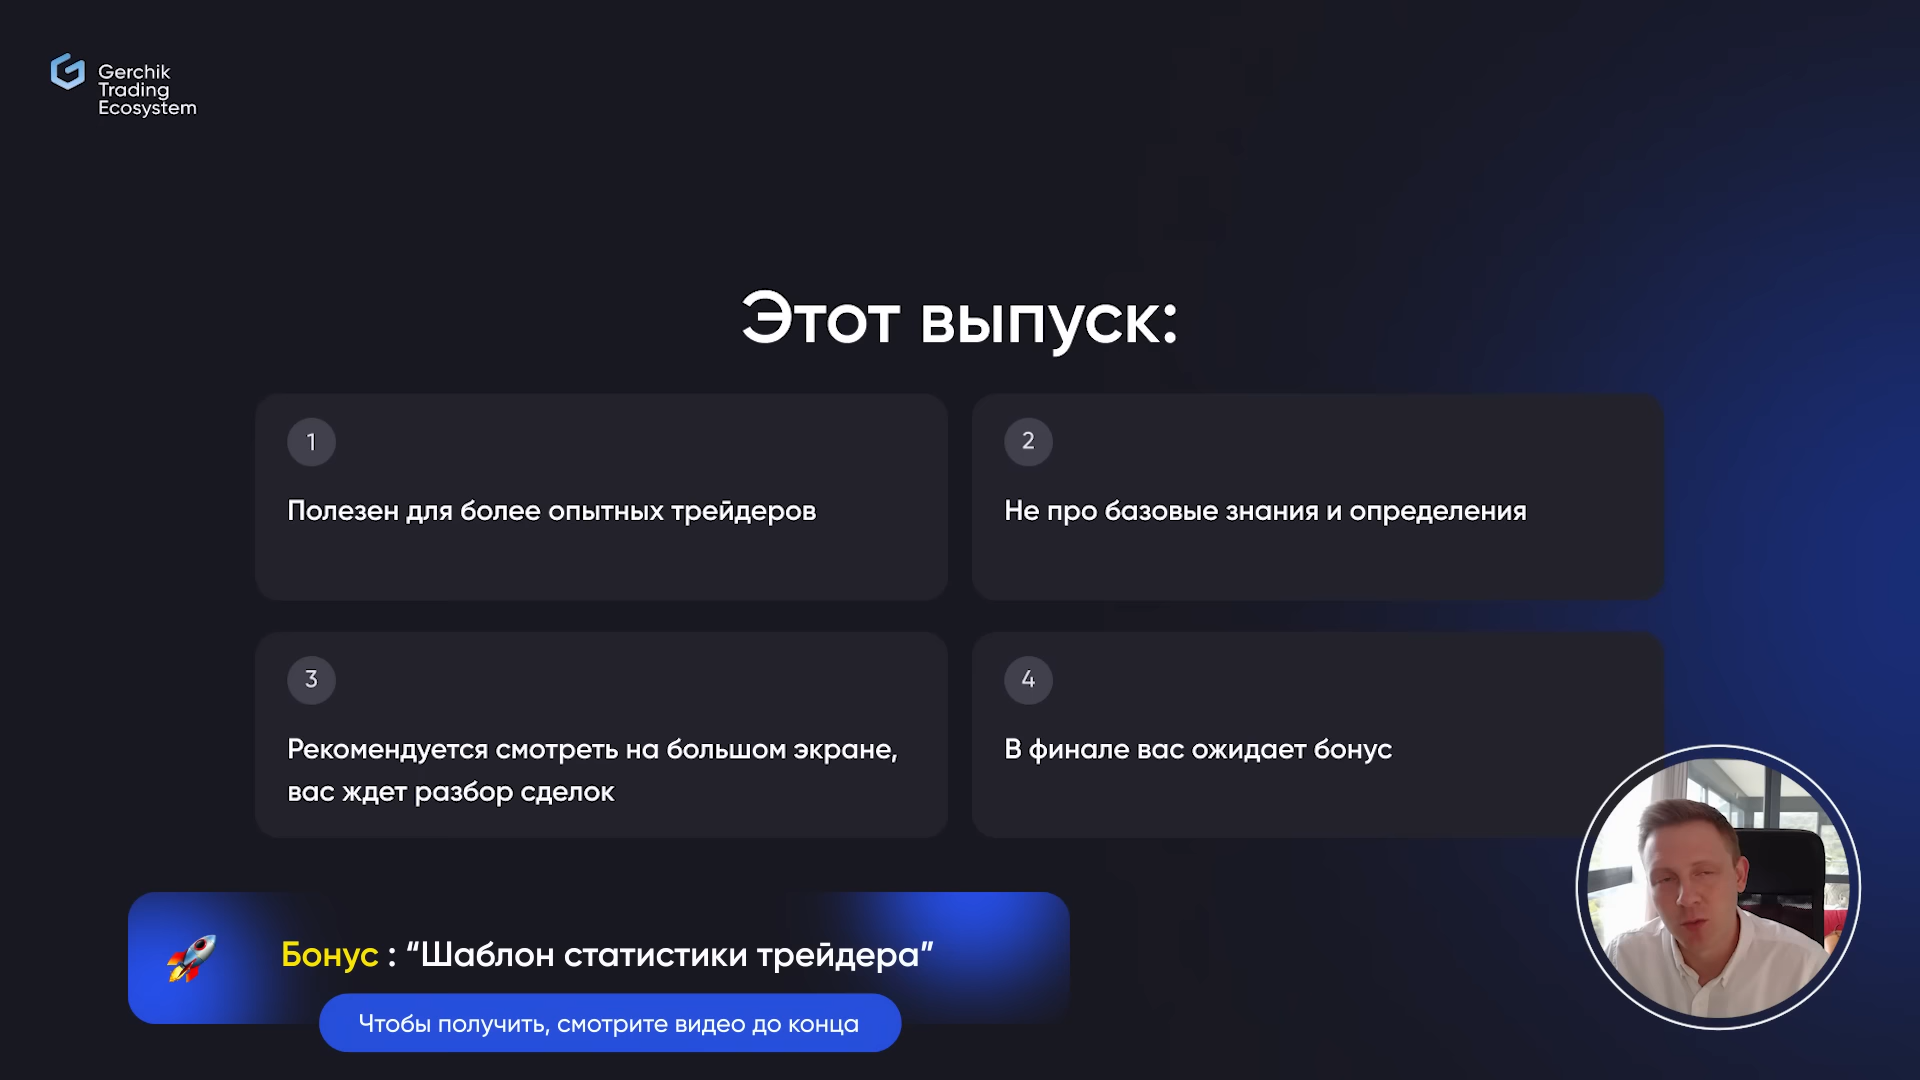 Gerchik
Trading
Ecosystem
Этот выпуск:
1
Полезен для более опытных трейдеров
2
Не про базовые знания и определения
3
Рекомендуется смотреть на большом экране,
вас ждет разбор сделок
4
В финале вас ожидает бонус
Бонус : “Шаблон статистики трейдера”
Чтобы получить, смотрите видео до конца